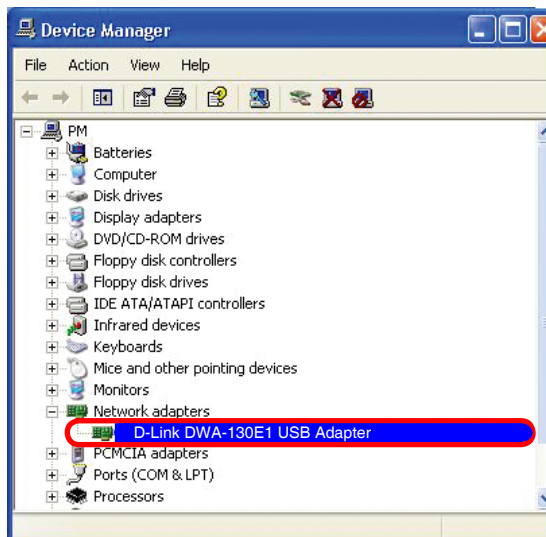 Device Manager
File Action View Help
PM
Batteries
Computer
Disk drives
Display adapters
DVD/CD-ROM drives
Floppy disk controllers
Floppy disk drives
IDE ATA/ATAPI controllers
Infrared devices
Keyboards
Mice and other pointing devices
Monitors
Network adapters
D-Link DWA-130E1 USB Adapter
PCMCIA adapters
Ports (COM & LPT)
Processors